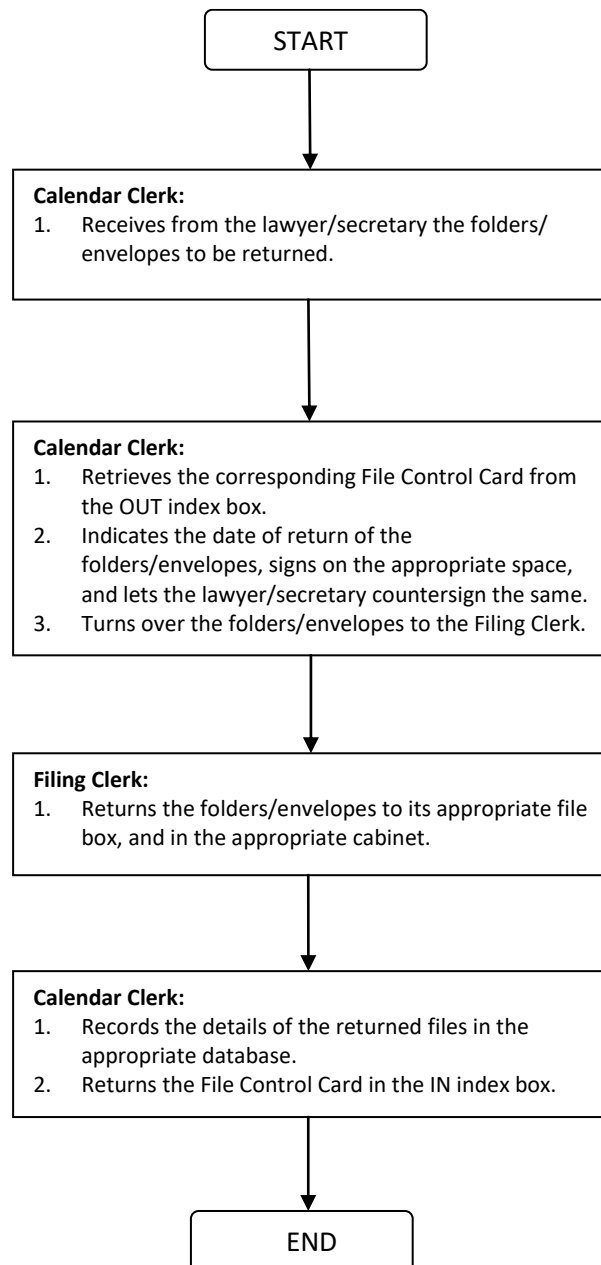 START
Calendar Clerk:
1. Receives from the lawyer/secretary the folders/
envelopes to be returned.
Calendar Clerk:
1. Retrieves the corresponding File Control Card from
the OUT index box.
2. Indicates the date of return of the
folders/envelopes, signs on the appropriate space,
and lets the lawyer/secretary countersign the same.
3. Turns over the folders/envelopes to the Filing Clerk.
Filing Clerk:
1. Returns the folders/envelopes to its appropriate file
box, and in the appropriate cabinet.
Calendar Clerk:
1. Records the details of the returned files in the
appropriate database.
2. Returns the File Control Card in the IN index box.
END